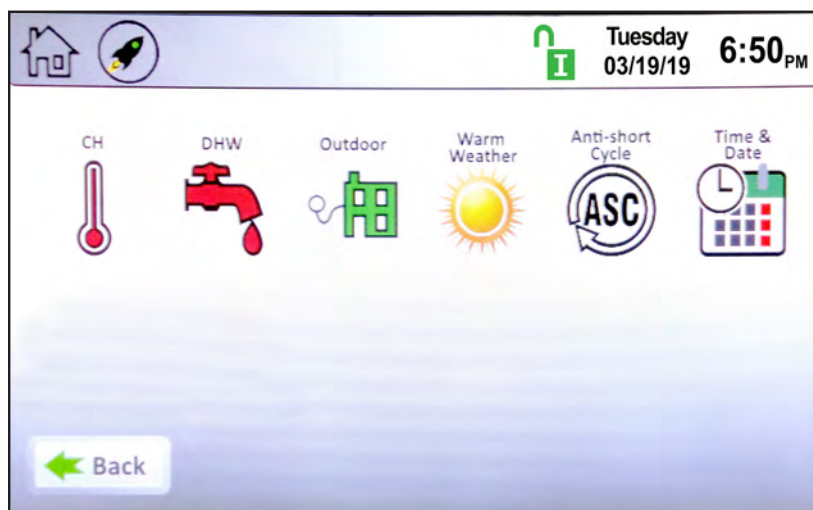 Tuesday
03/19/19
6:50PM
I
CH
DHW
Outdoor
Warm
Weather
Anti-short
Cycle
Time &
Date
ASC
Back